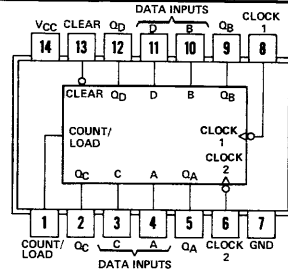 DATA INPUTS
VCC CLEAR QD D B QB CLOCK 1
14 13 12 11 10 9 8
CLEAR QD D B QB
COUNT/
LOAD
CLOCK
1
CLOCK
2
QC C A QA
1 2 3 4 5 6 7
COUNT/
LOAD
QC C A QA CLOCK 2 GND
DATA INPUTS